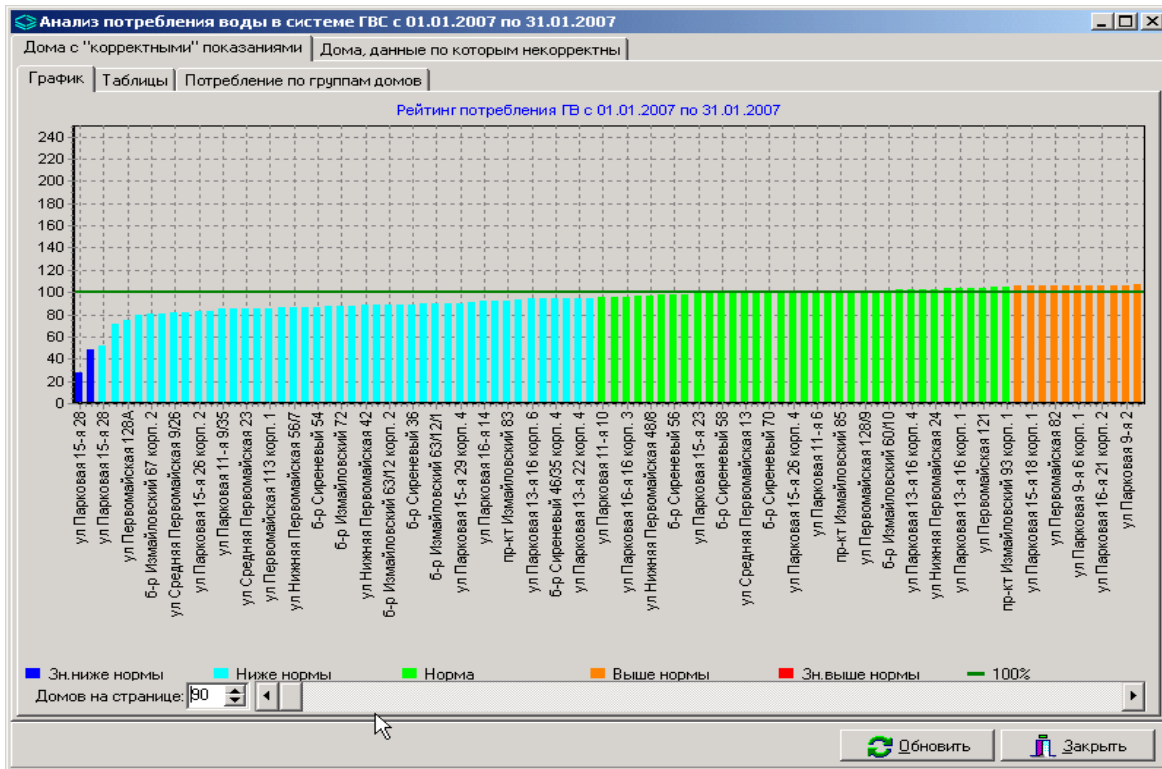 Анализ потребления воды в системе ГВС с 01.01.2007 по 31.01.2007
Дома с "корректными" показаниями
Дома, данные по которым некорректны
График
Таблицы
Потребление по группам домов
Рейтинг потребления ГВ с 01.01.2007 по 31.01.2007
240
220
200
180
160
140
120
100
80
60
40
20
0
ул Парковая 15-я 28
ул Парковая 15-я 26
ул Первомайская 128А
б-р Измайловский 67 корп. 2
ул Средняя Первомайская 9/26
ул Парковая 15-я 26 корп. 2
ул Парковая 11-я 9/35
ул Средняя Первомайская 23
ул Первомайская 113 корп. 1
ул Нижняя Первомайская 56/7
б-р Сиреневый 54
б-р Измайловский 72
ул Нижняя Первомайская 42
б-р Измайловский 63/12 корп. 2
б-р Сиреневый 36
б-р Измайловский 63/12/1
ул Парковая 15-я 29 корп. 4
ул Парковая 16-я 14
пр-кт Измайловский 83
ул Парковая 13-я 16 корп. 6
б-р Сиреневый 46/35 корп. 4
ул Парковая 13-я 22 корп. 4
ул Парковая 11-я 10
ул Парковая 16-я 16 корп. 3
ул Нижняя Первомайская 48/8
б-р Сиреневый 56
ул Парковая 15-я 23
б-р Сиреневый 58
ул Средняя Первомайская 13
б-р Сиреневый 70
ул Парковая 15-я 26 корп. 4
ул Парковая 11-я 6
пр-кт Измайловский 85
ул Первомайская 128/9
б-р Измайловский 60/10
ул Парковая 13-я 16 корп. 4
ул Нижняя Первомайская 24
ул Парковая 13-я 16 корп. 1
ул Первомайская 121
пр-кт Измайловский 93 корп. 1
ул Парковая 15-я 18 корп. 1
ул Первомайская 82
ул Парковая 9-я 6 корп. 1
ул Парковая 16-я 21 корп. 2
ул Парковая 9-я 2
Зн.ниже нормы
Ниже нормы
Норма
Выше нормы
Зн.выше нормы
100%
Домов на странице: 90
Обновить
Закрыть